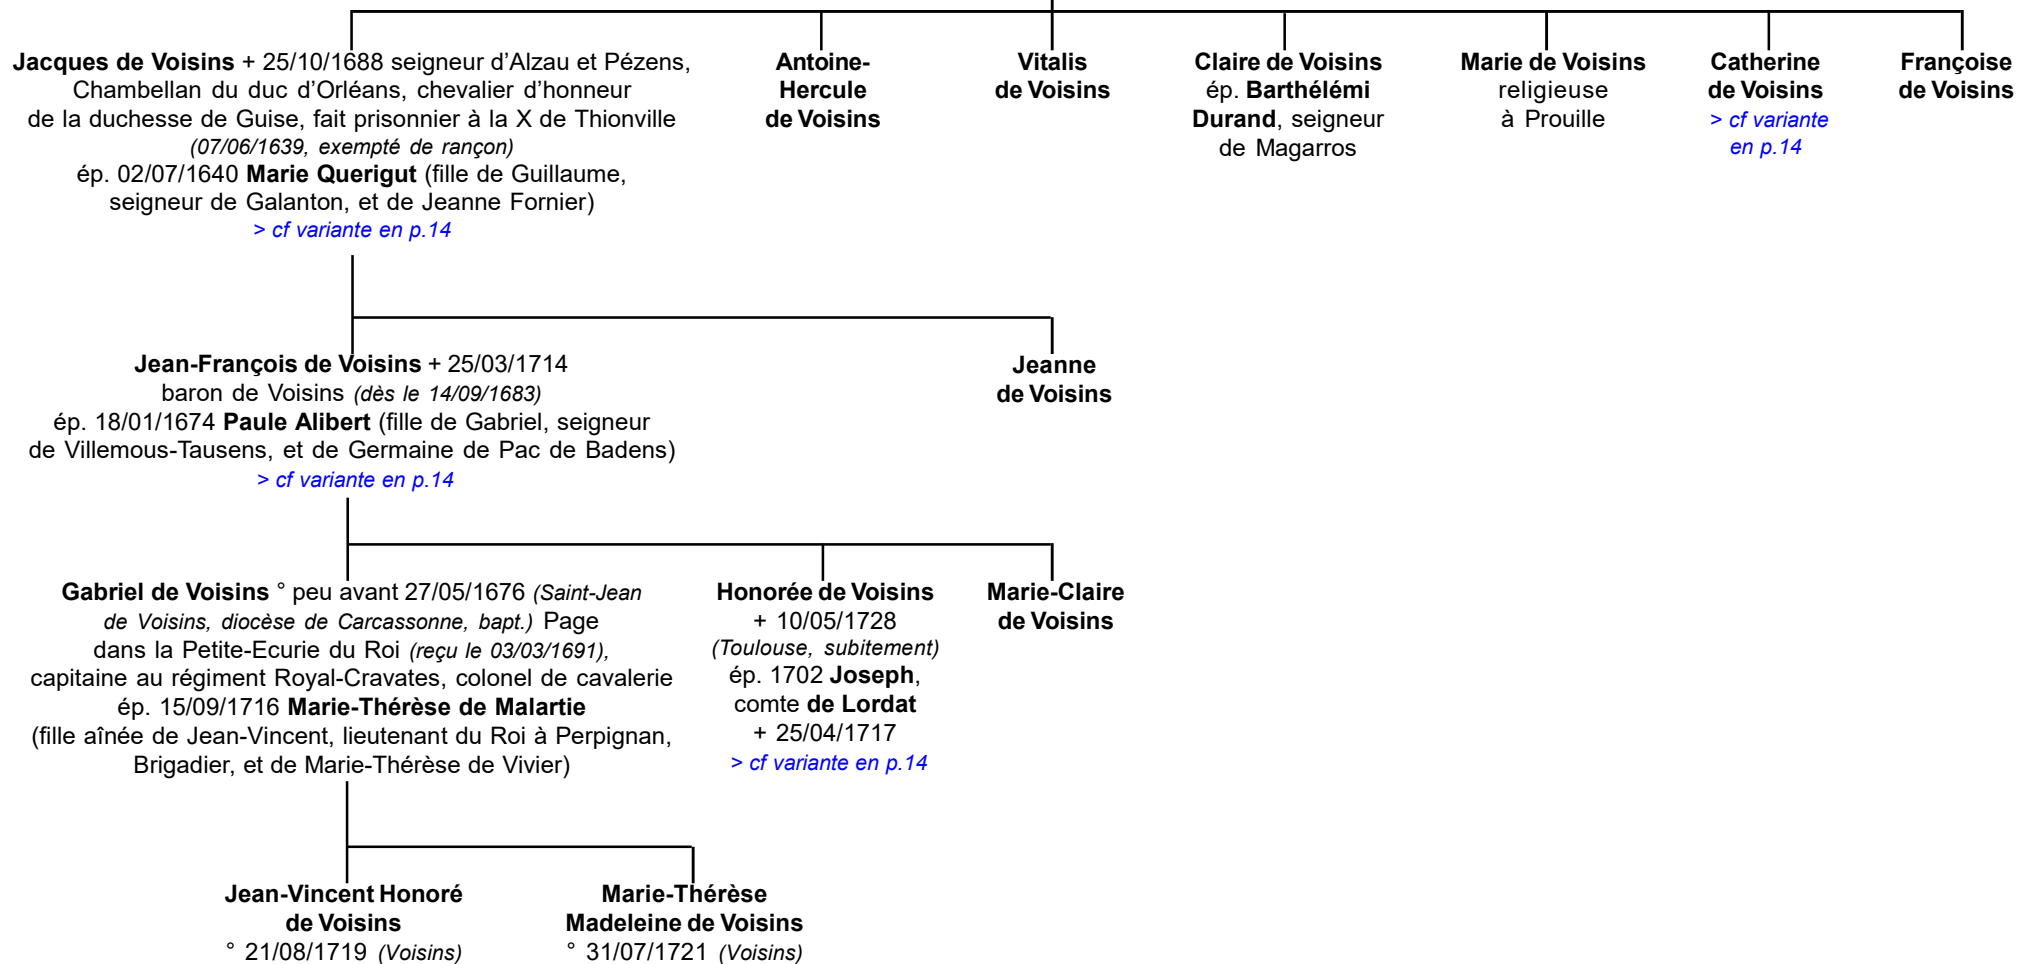 Jacques de Voisins + 25/10/1688 seigneur d'Alzau et Pézens,
Chambellan du duc d'Orléans, chevalier d'honneur
de la duchesse de Guise, fait prisonnier à la X de Thionville
(07/06/1639, exempté de rançon)
ép. 02/07/1640 Marie Querigut (fille de Guillaume,
seigneur de Galanton, et de Jeanne Fornier)
> cf variante en p.14
Antoine-
Hercule
de Voisins
Vitalis
de Voisins
Claire de Voisins
ép. Barthélémi
Durand, seigneur
de Magarros
Marie de Voisins
religieuse
à Prouille
Catherine
de Voisins
> cf variante
en p.14
Françoise
de Voisins
Jean-François de Voisins + 25/03/1714
baron de Voisins (dès le 14/09/1683)
ép. 18/01/1674 Paule Alibert (fille de Gabriel, seigneur
de Villemous-Tausens, et de Germaine de Pac de Badens)
> cf variante en p.14
Jeanne
de Voisins
Gabriel de Voisins ° peu avant 27/05/1676 (Saint-Jean
de Voisins, diocèse de Carcassonne, bapt.) Page
dans la Petite-Ecurie du Roi (reçu le 03/03/1691),
capitaine au régiment Royal-Cravates, colonel de cavalerie
ép. 15/09/1716 Marie-Thérèse de Malartie
(fille aînée de Jean-Vincent, lieutenant du Roi à Perpignan,
Brigadier, et de Marie-Thérèse de Vivier)
Honorée de Voisins
+ 10/05/1728
(Toulouse, subitement)
ép. 1702 Joseph,
comte de Lordat
+ 25/04/1717
> cf variante en p.14
Marie-Claire
de Voisins
Jean-Vincent Honoré
de Voisins
° 21/08/1719 (Voisins)
Marie-Thérèse
Madeleine de Voisins
° 31/07/1721 (Voisins)